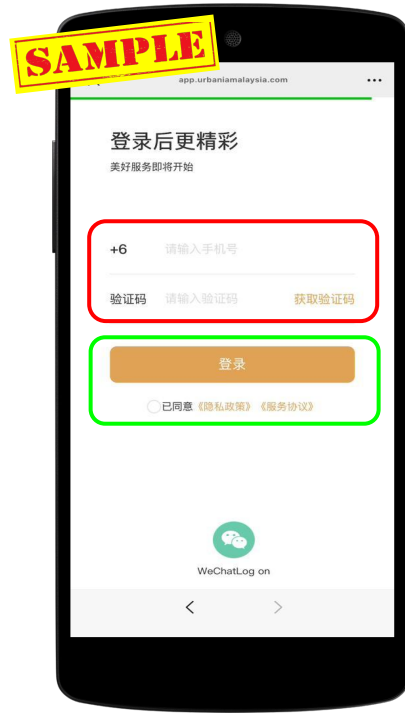 SAMPLE
app.urbaniamalaysia.com
登录后更精彩
美好服务即将开始
+6 请输入手机号
验证码 请输入验证码 获取验证码
登录
已同意《隐私政策》《服务协议》
WeChatLog on